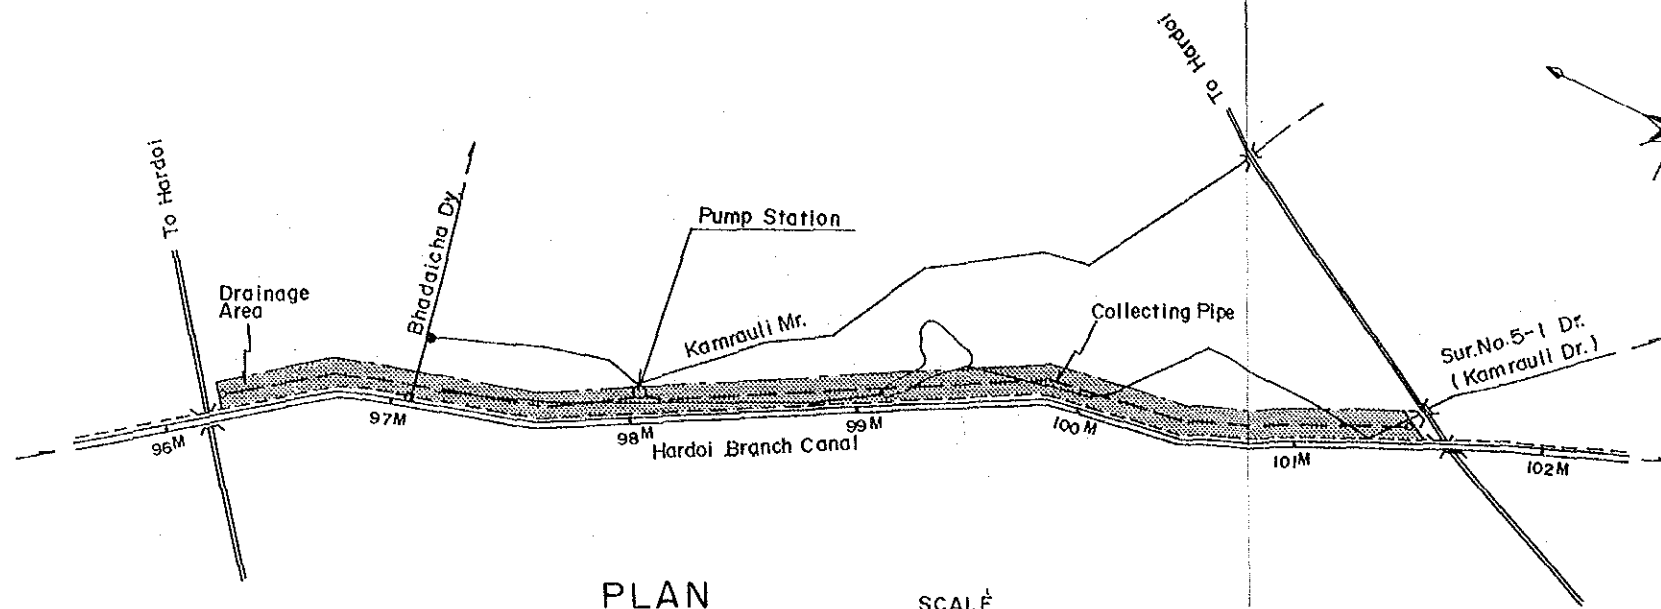 To Hardoi
To Hardoi
Bhadaicha Dy.
Pump Station
Drainage
Area
Kamrauli Mr.
Collecting Pipe
Sur.No.5-1 Dr.
(Kamrauli Dr.)
96M
97M
98M
99M
100M
101M
102M
Hardoi Branch Canal
PLAN
SCALE